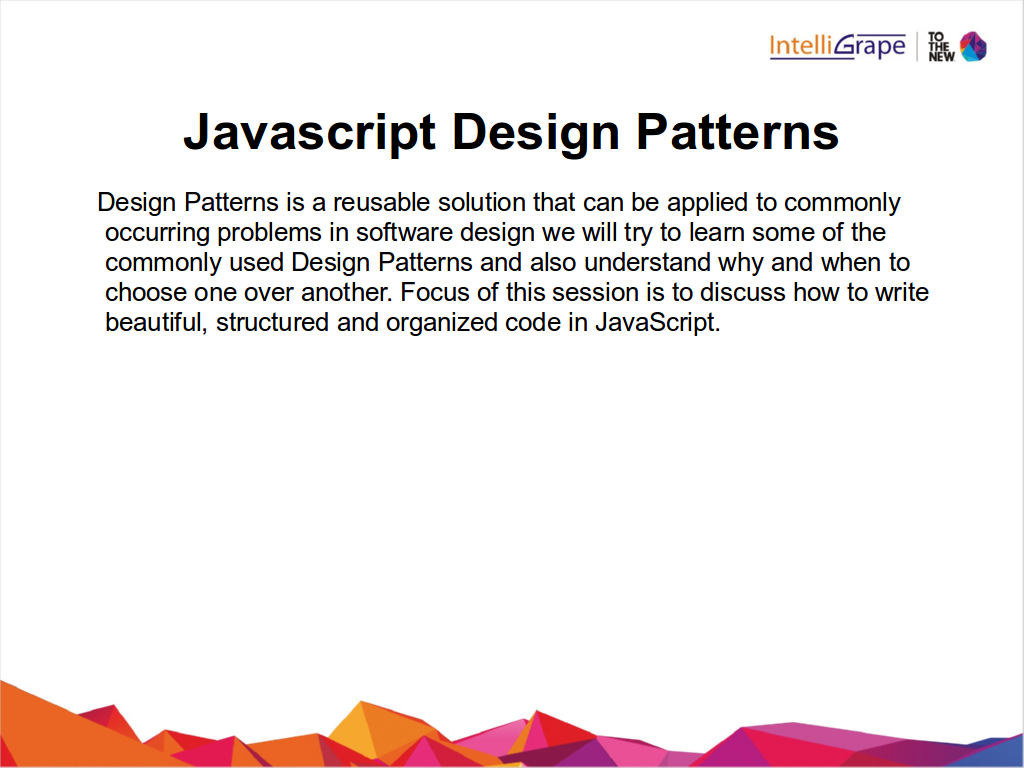 IntelliGrape
TO
THE
NEW
Javascript Design Patterns
Design Patterns is a reusable solution that can be applied to commonly
occurring problems in software design we will try to learn some of the
commonly used Design Patterns and also understand why and when to
choose one over another. Focus of this session is to discuss how to write
beautiful, structured and organized code in JavaScript.